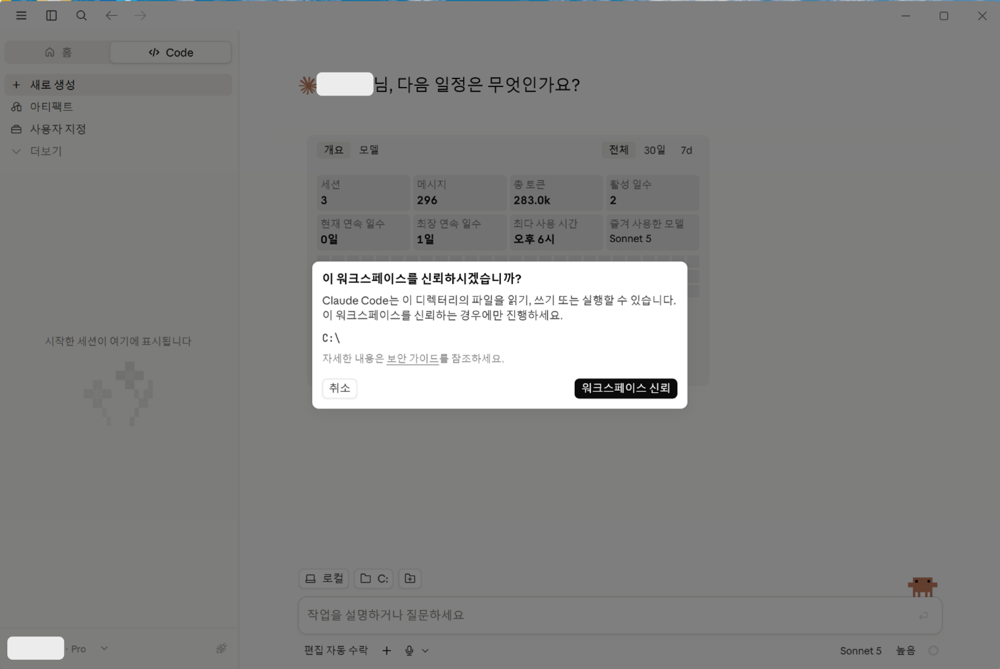 홈
Code
새로 생성
아티팩트
사용자 지정
더보기
님, 다음 일정은 무엇인가요?
개요 모델 전체 30일 7d
세션 메시지 총 토큰 활성 일수
3 296 283.0k 2
현재 연속 일수 최장 연속 일수 최다 사용 시간 즐겨 사용한 모델
0일 1일 오후 6시 Sonnet 5
이 워크스페이스를 신뢰하시겠습니까?
Claude Code는 이 디렉터리의 파일을 읽기, 쓰기 또는 실행할 수 있습니다.
이 워크스페이스를 신뢰하는 경우에만 진행하세요.
C:\
자세한 내용은 보안 가이드를 참조하세요.
취소 워크스페이스 신뢰
시작한 세션이 여기에 표시됩니다
로컬 C:
작업을 설명하거나 질문하세요
편집 자동 수락 Sonnet 5 높음
· Pro